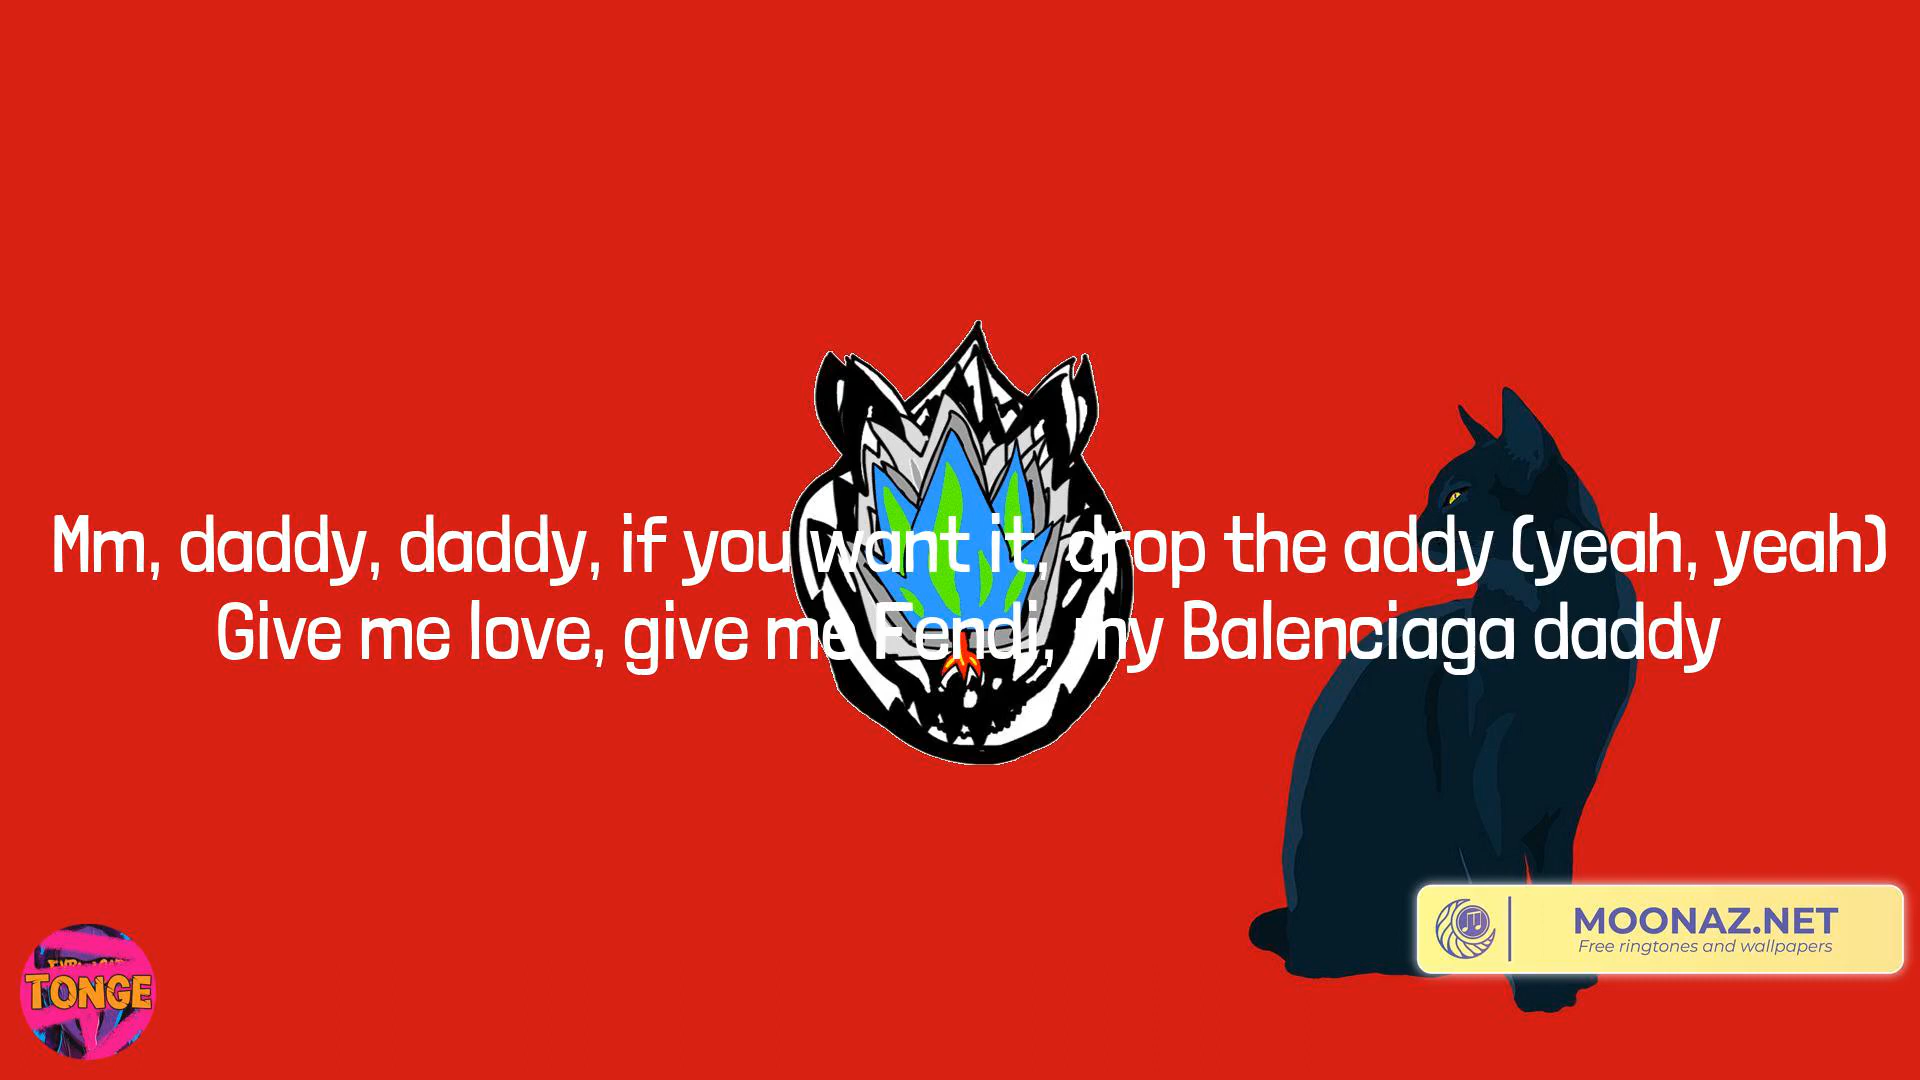 Mm, daddy, daddy, if you want it, drop the addy (yeah, yeah)
Give me love, give me Fendi, my Balenciaga daddy
MOONAZ.NET
Free ringtones and wallpapers
TONGE